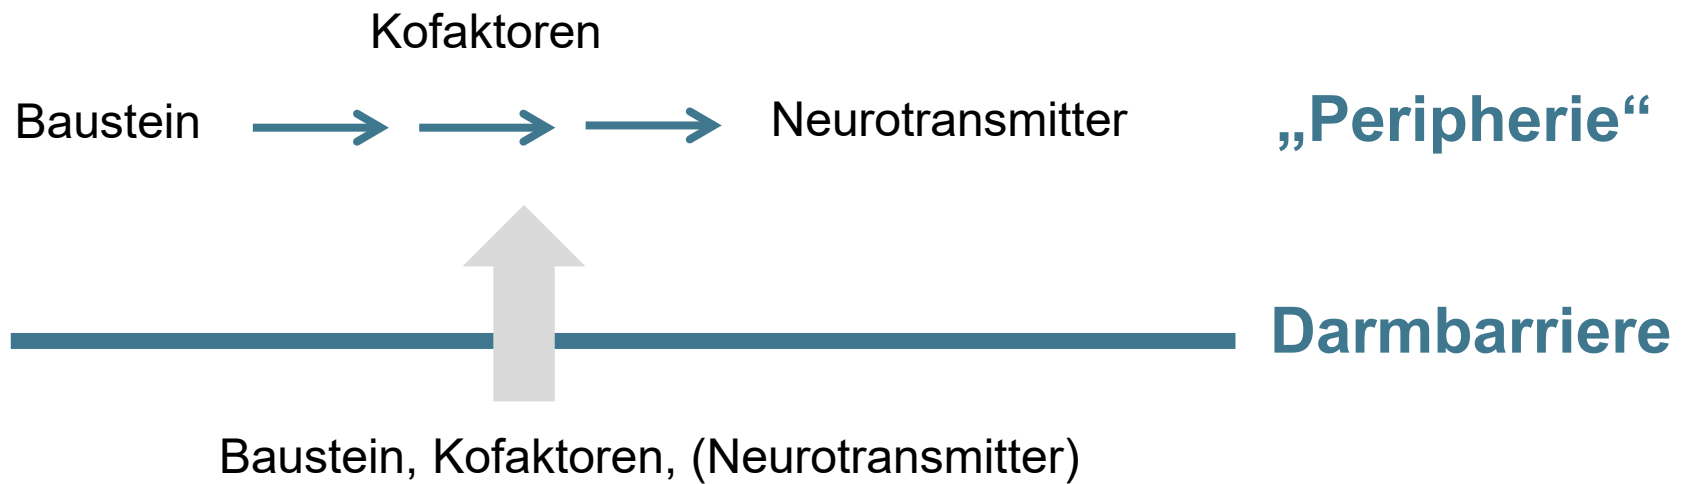 Kofaktoren
Baustein Neurotransmitter „Peripherie“
Darmbarriere
Baustein, Kofaktoren, (Neurotransmitter)